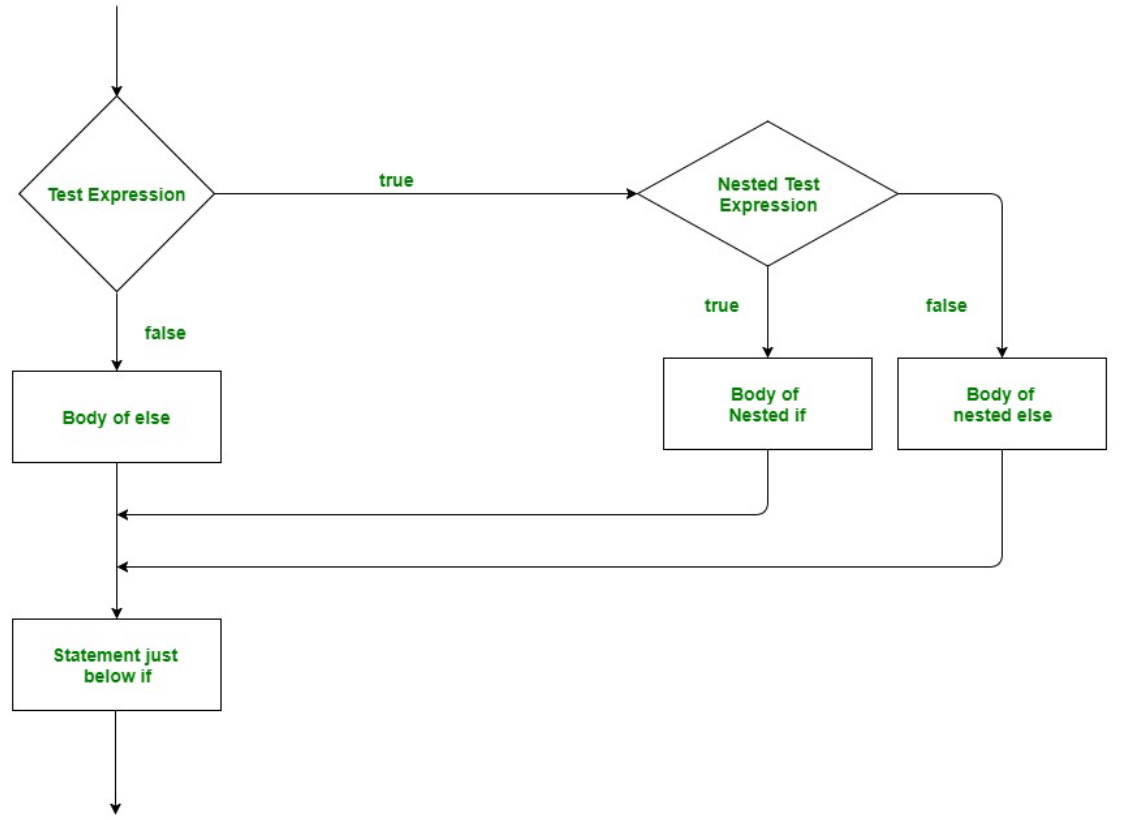 true
Test Expression
Nested Test
Expression
true
false
false
Body of else
Body of
Nested if
Body of
nested else
Statement just
below if